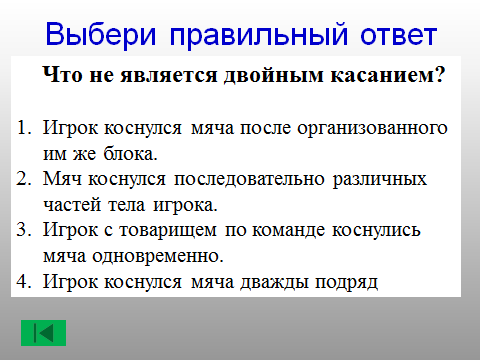 Выбери правильный ответ
Что не является двойным касанием?
1. Игрок коснулся мяча после организованного
им же блока.
2. Мяч коснулся последовательно различных
частей тела игрока.
3. Игрок с товарищем по команде коснулись
мяча одновременно.
4. Игрок коснулся мяча дважды подряд